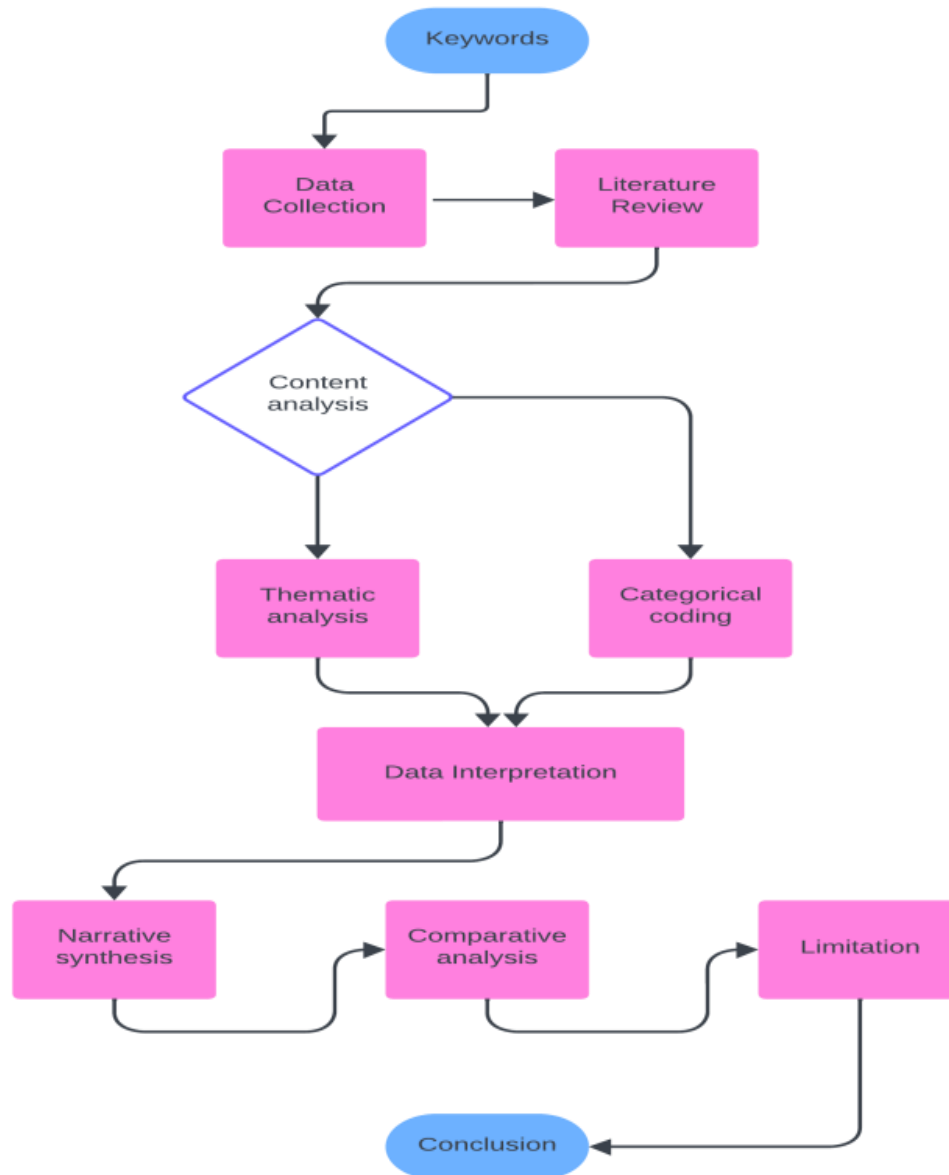 Keywords
Data
Collection
Literature
Review
Content
analysis
Thematic
analysis
Categorical
coding
Data Interpretation
Narrative
synthesis
Comparative
analysis
Limitation
Conclusion